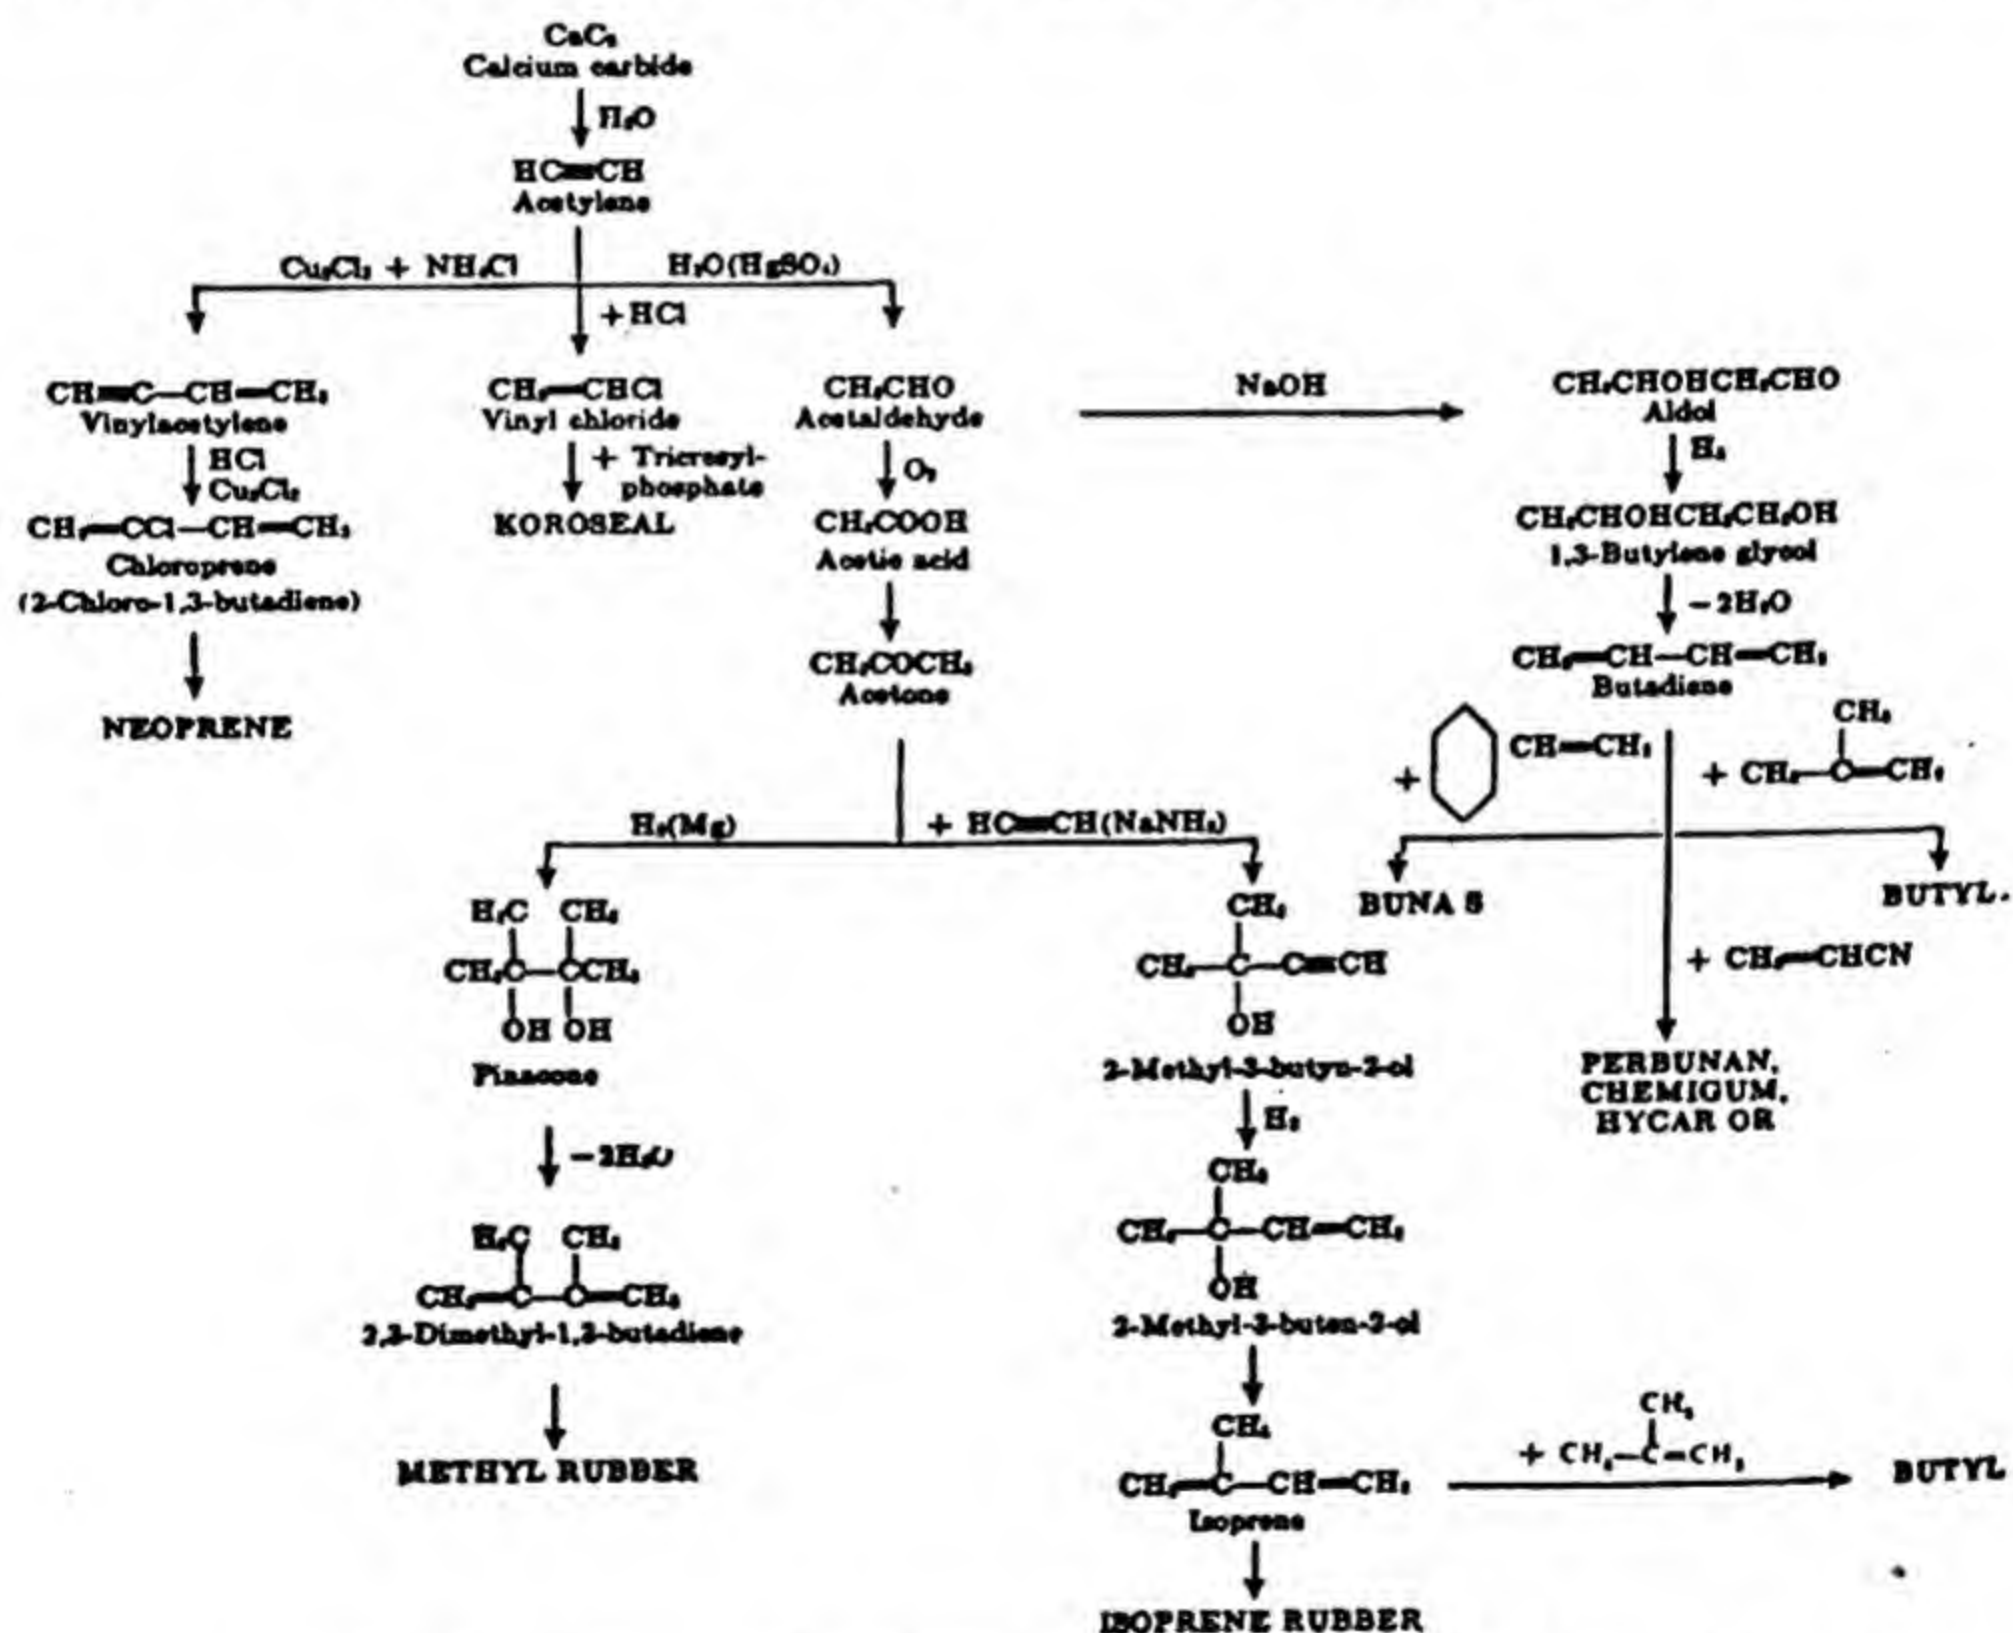 CaC₂
Calcium carbide
H₂O
HC≡CH
Acetylene
Cu₂Cl₂ + NH₄Cl
H₂O(HgSO₄)
+HCl
CH≡C—CH=CH₂
Vinylacetylene
HCl
Cu₂Cl₂
CH₂=CCl—CH=CH₂
Chloroprene
(2-Chloro-1,3-butadiene)
NEOPRENE
CH₂=CHCl
Vinyl chloride
+ Tricresyl-
phosphate
KOROSEAL
CH₃CHO
Acetaldehyde
O₂
CH₃COOH
Acetic acid
CH₃COCH₃
Acetone
NaOH
CH₃CHOHCH₂CHO
Aldol
H₂
CH₃CHOHCH₂CH₂OH
1,3-Butylene glycol
−2H₂O
CH₂=CH—CH=CH₂
Butadiene
+ CH=CH₂
CH₃
+ CH₃—C=CH₂
BUNA S
BUTYL.
+ CH₂=CHCN
PERBUNAN,
CHEMIGUM,
HYCAR OR
H₂(Mg)
+ HC≡CH(NaNH₂)
H₃C CH₃
CH₃C—CCH₃
OH OH
Pinacone
−2H₂O
H₃C CH₃
CH₂=C—C=CH₂
2,3-Dimethyl-1,3-butadiene
METHYL RUBBER
CH₃
CH₃—C—C≡CH
OH
2-Methyl-3-butyn-2-ol
H₂
CH₃
CH₃—C—CH=CH₂
OH
2-Methyl-3-buten-2-ol
CH₃
CH₂=C—CH=CH₂
Isoprene
CH₃
+ CH₃—C=CH₂
BUTYL
ISOPRENE RUBBER